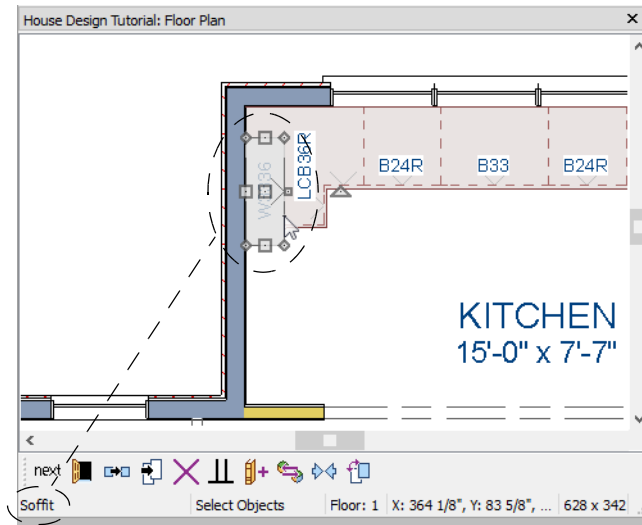 House Design Tutorial: Floor Plan
LCB36R
B24R B33 B24R
KITCHEN
15'-0" x 7'-7"
next
Soffit Select Objects Floor: 1 X: 364 1/8", Y: 83 5/8", ... 628 x 342